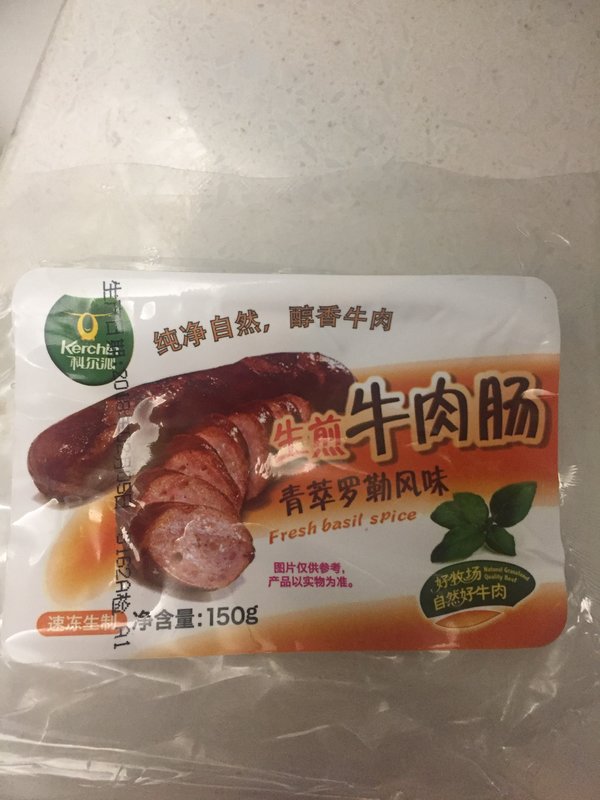 纯净自然，醇香牛肉
Kerchin
科尔沁
生煎牛肉肠
青萃罗勒风味
Fresh basil spice
图片仅供参考，
产品以实物为准。
好牧场
Natural Grassland
Quality Beef
自然好牛肉
速冻生制
净含量：150g